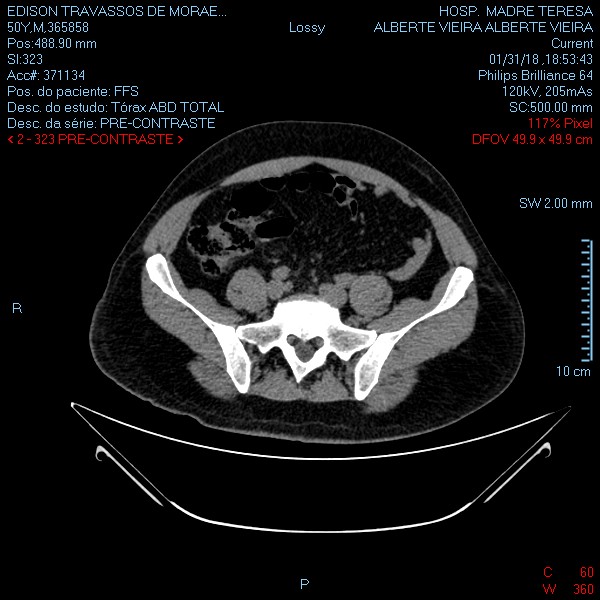 EDISON TRAVASSOS DE MORAE...
50Y,M,365858
Pos:488.90 mm
SI:323
Acc#: 371134
Pos. do paciente: FFS
Desc. do estudo: Tórax ABD TOTAL
Desc. da série: PRE-CONTRASTE
< 2 - 323 PRE-CONTRASTE >
Lossy
HOSP. MADRE TERESA
ALBERTE VIEIRA ALBERTE VIEIRA
Current
01/31/18 ,18:53:43
Philips Brilliance 64
120kV, 205mAs
SC:500.00 mm
117% Pixel
DFOV 49.9 x 49.9 cm
SW 2.00 mm
R
10 cm
P
C 60
W 360